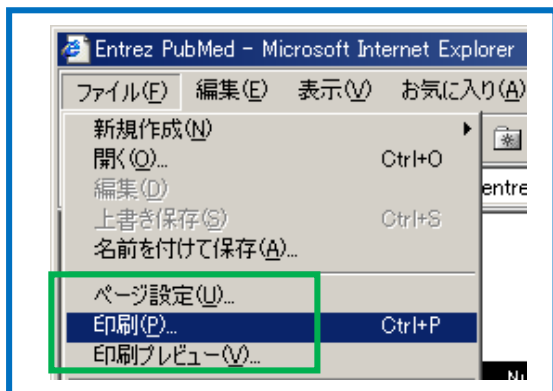 Entrez PubMed - Microsoft Internet Explorer
ファイル(F) 編集(E) 表示(V) お気に入り(A)
新規作成(N)
開く(O)... Ctrl+O
編集(D)
上書き保存(S) Ctrl+S
名前を付けて保存(A)...
ページ設定(U)...
印刷(P)... Ctrl+P
印刷プレビュー(V)...
entre